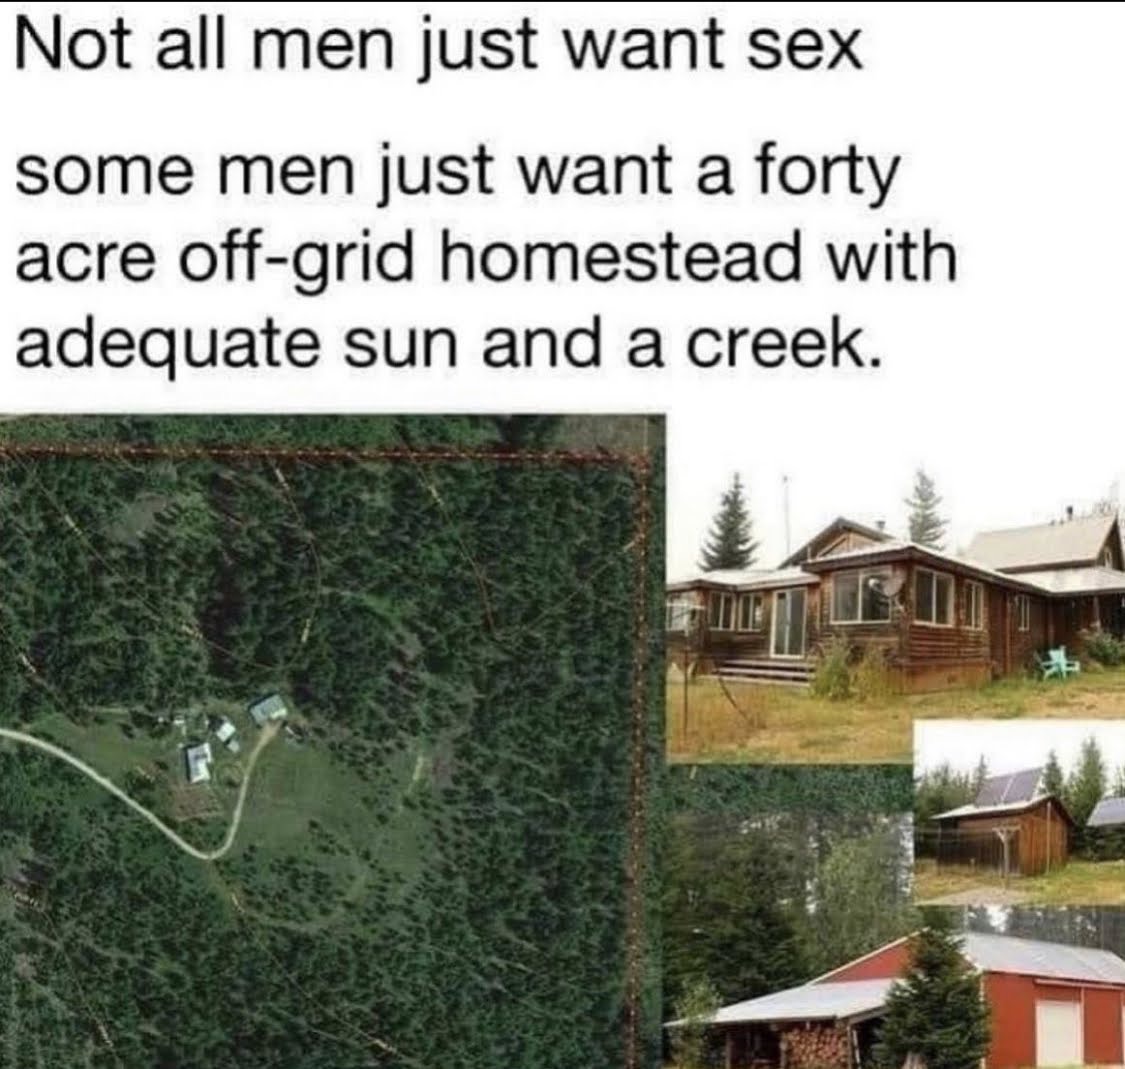 Not all men just want sex
some men just want a forty
acre off-grid homestead with
adequate sun and a creek.